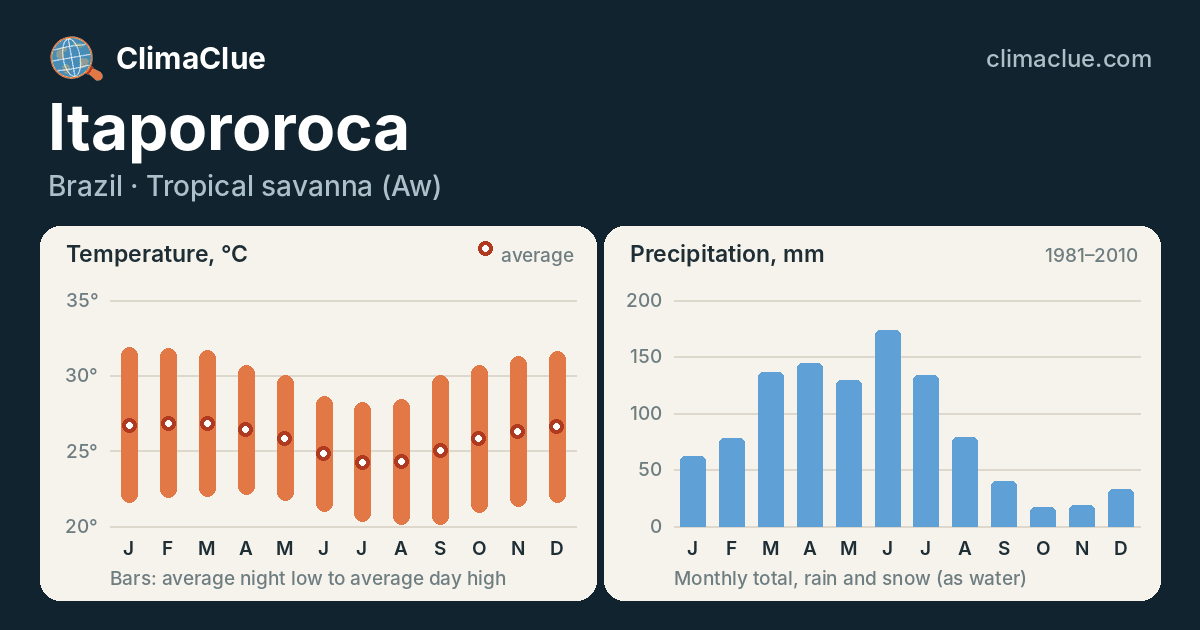 ClimaClue
climaclue.com
Itapororoca
Brazil · Tropical savanna (Aw)
Temperature, °C
average
35°
30°
25°
20°
J F M A M J J A S O N D
Bars: average night low to average day high
Precipitation, mm
1981–2010
200
150
100
50
0
J F M A M J J A S O N D
Monthly total, rain and snow (as water)